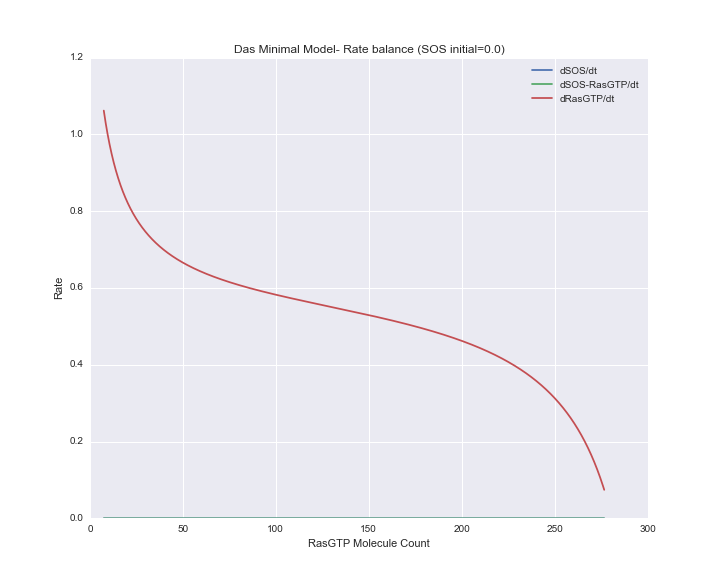 Das Minimal Model- Rate balance (SOS initial=0.0)
dSOS/dt
dSOS-RasGTP/dt
dRasGTP/dt
1.2
1.0
0.8
0.6
0.4
0.2
0.0
Rate
0 50 100 150 200 250 300
RasGTP Molecule Count